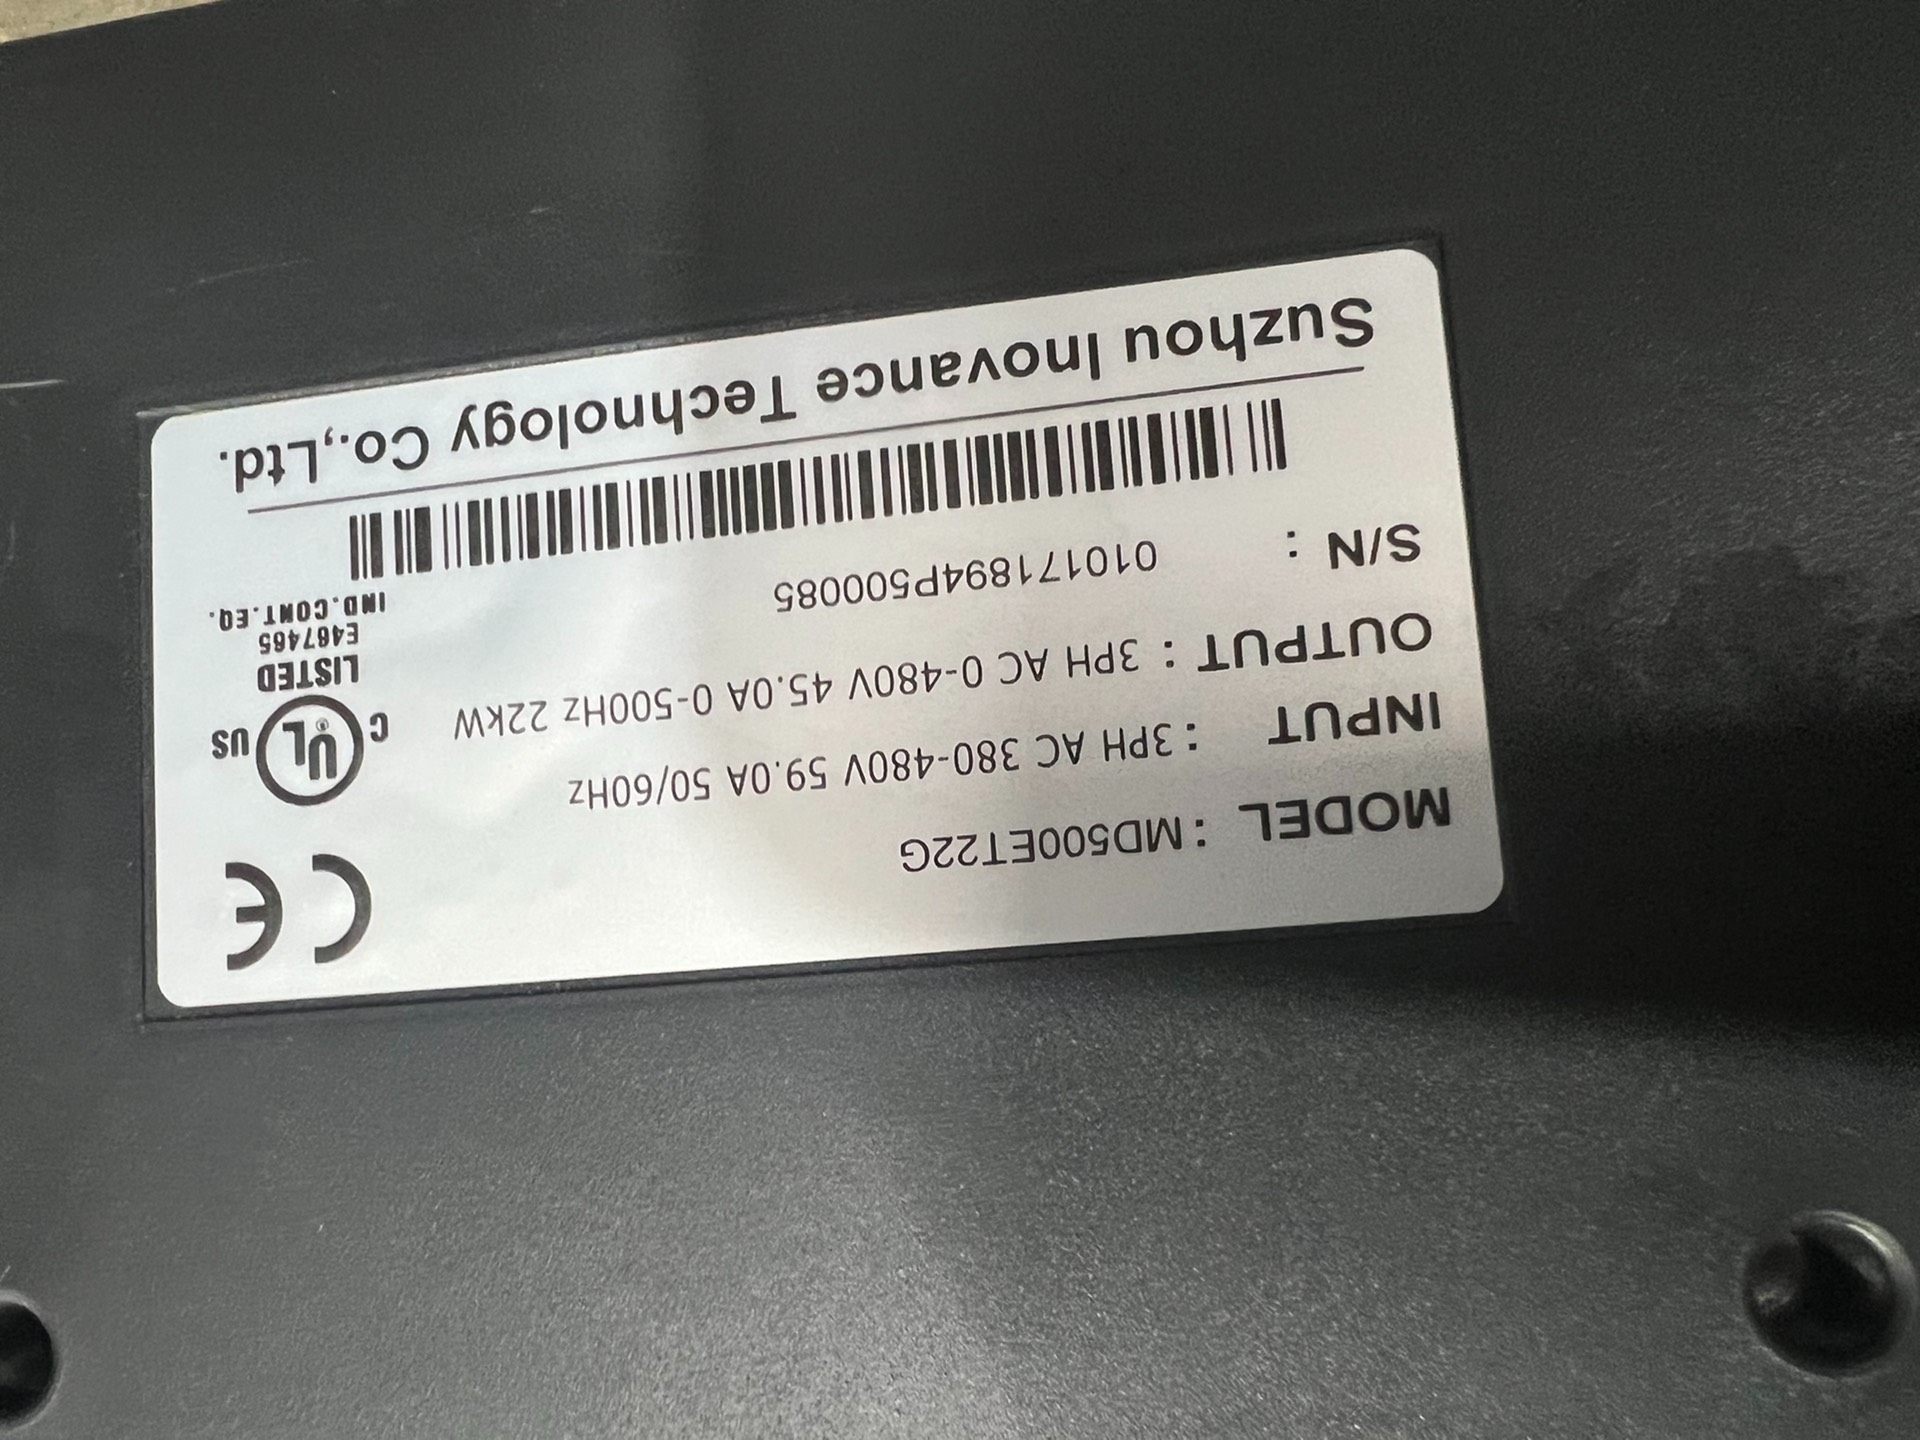 MODEL : MD500ET22G
INPUT : 3PH AC 380-480V 59.0A 50/60Hz
OUTPUT : 3PH AC 0-480V 45.0A 0-500Hz 22kW
S/N : 010171894P500085
CE
C UL US
®
LISTED
E487465
IND.CONT.EQ.
Suzhou Inovance Technology Co.,Ltd.